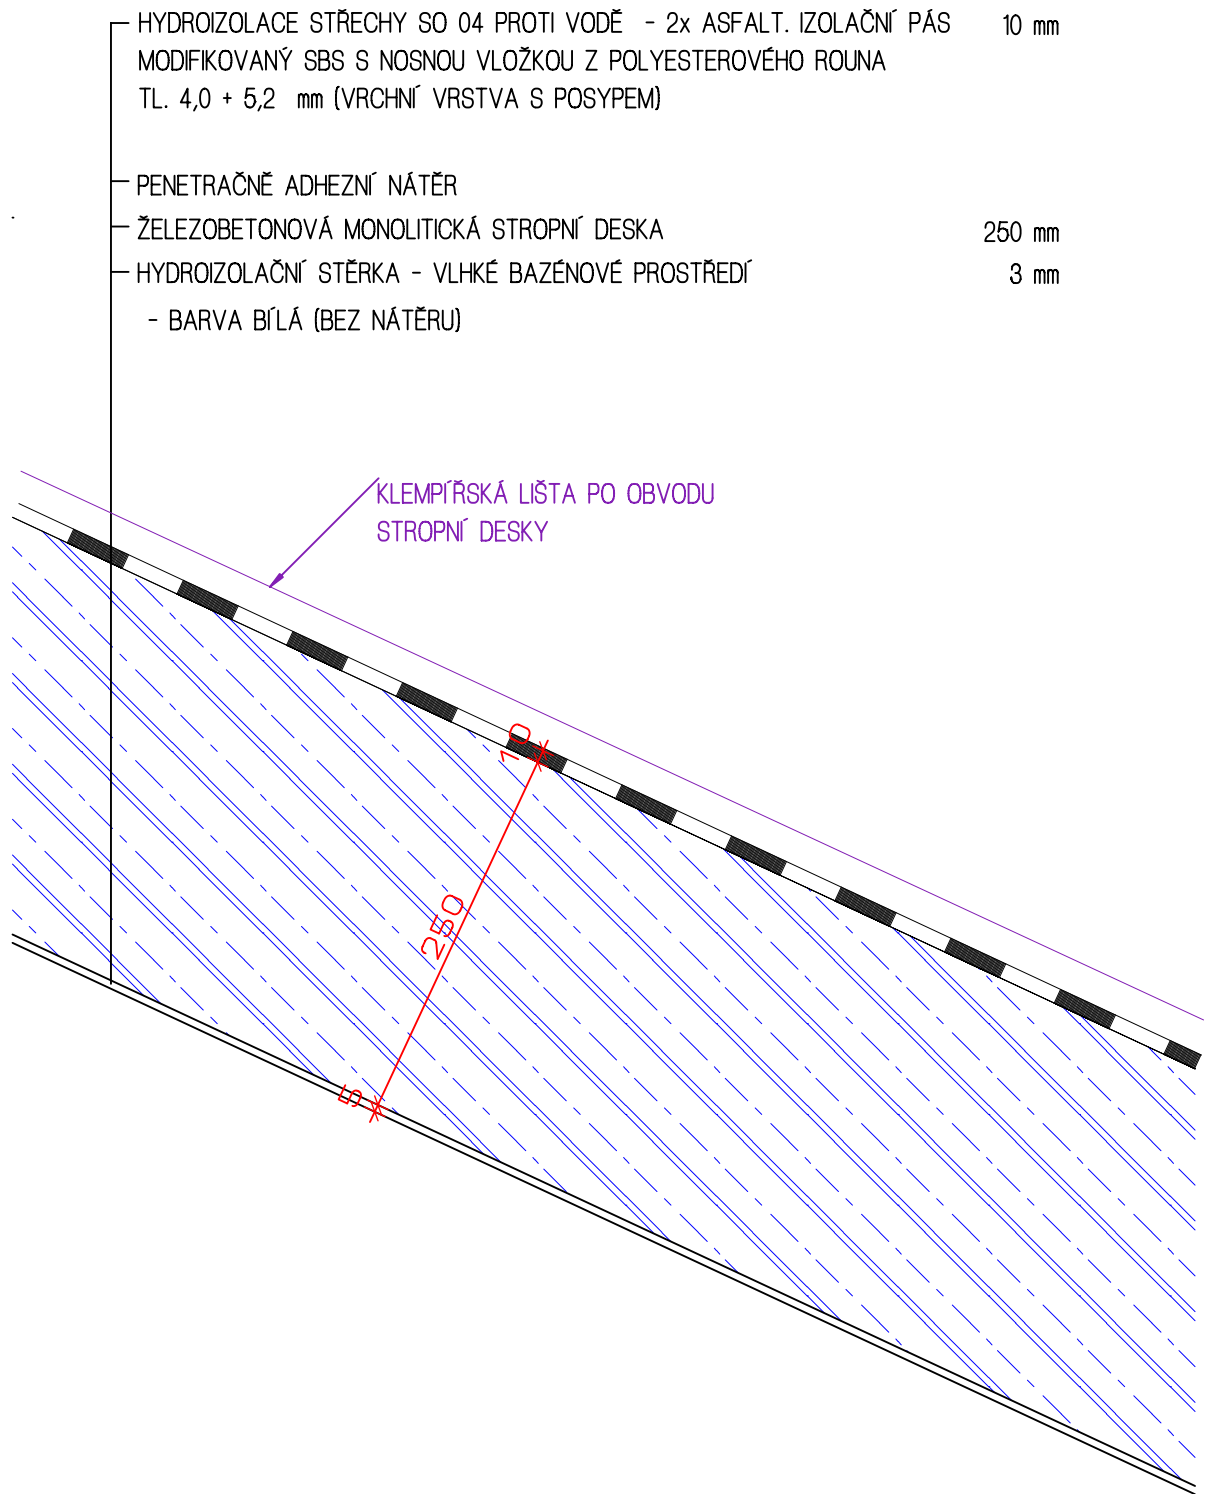 HYDROIZOLACE STŘECHY SO 04 PROTI VODĚ - 2x ASFALT. IZOLAČNÍ PÁS 10 mm
MODIFIKOVANÝ SBS S NOSNOU VLOŽKOU Z POLYESTEROVÉHO ROUNA
TL. 4,0 + 5,2 mm (VRCHNÍ VRSTVA S POSYPEM)
PENETRAČNĚ ADHEZNÍ NÁTĚR
ŽELEZOBETONOVÁ MONOLITICKÁ STROPNÍ DESKA 250 mm
HYDROIZOLAČNÍ STĚRKA - VLHKÉ BAZÉNOVÉ PROSTŘEDÍ 3 mm
- BARVA BÍLÁ (BEZ NÁTĚRU)
KLEMPÍŘSKÁ LIŠTA PO OBVODU
STROPNÍ DESKY
10
250
5